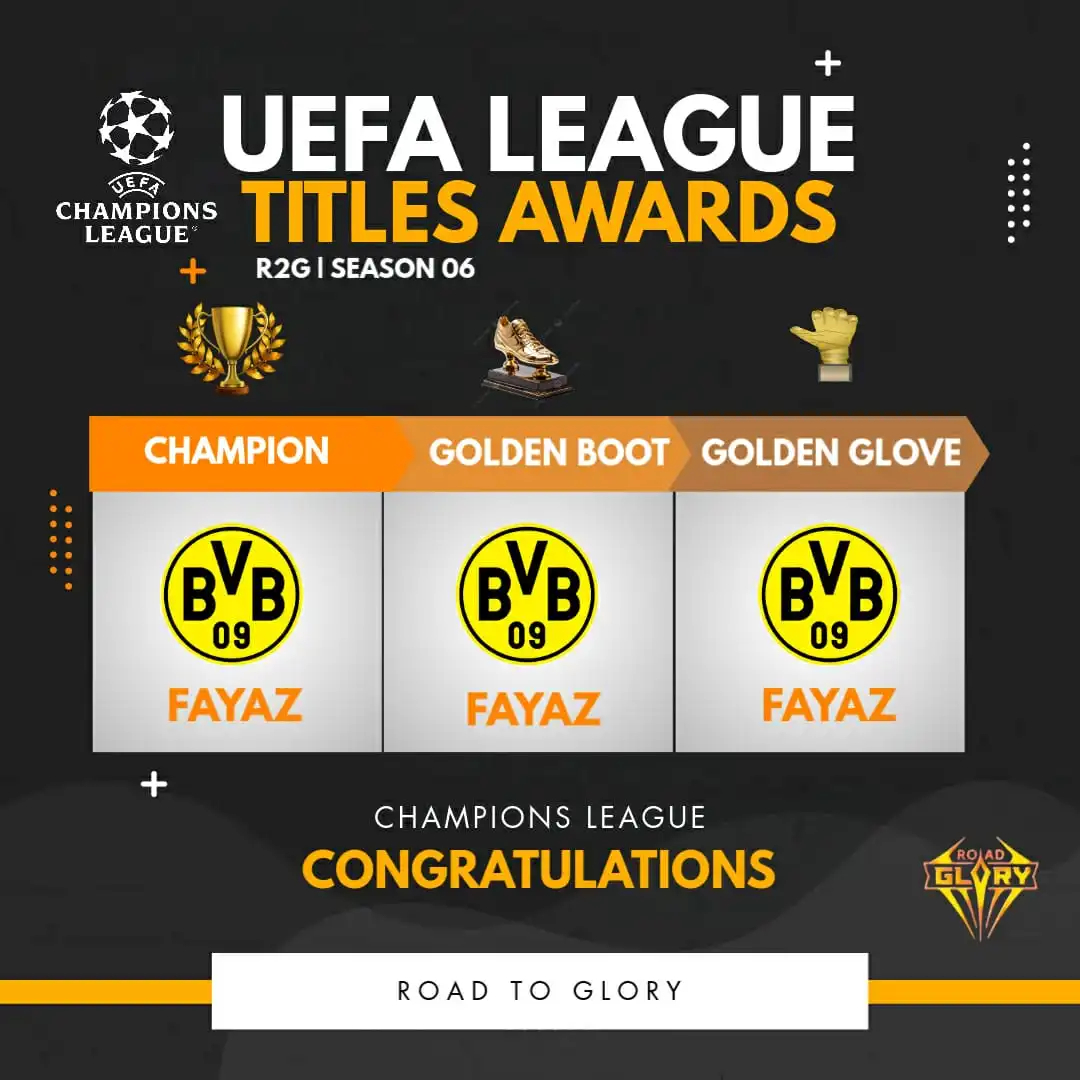 UEFA LEAGUE
TITLES AWARDS
UEFA
CHAMPIONS
LEAGUE
R2G | SEASON 06
CHAMPION
GOLDEN BOOT
GOLDEN GLOVE
BVB
09
BVB
09
BVB
09
FAYAZ
FAYAZ
FAYAZ
CHAMPIONS LEAGUE
CONGRATULATIONS
ROAD
GLORY
ROAD TO GLORY